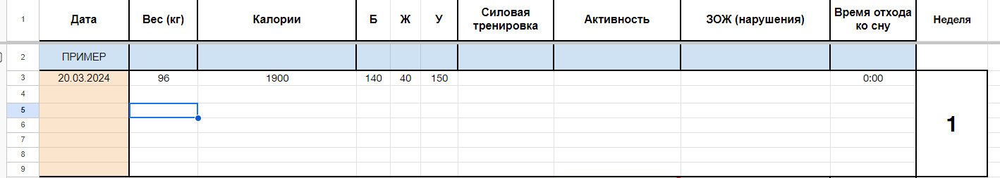 1 Дата Вес (кг) Калории Б Ж У Силовая тренировка Активность ЗОЖ (нарушения) Время отхода ко сну Неделя
2 ПРИМЕР
3 20.03.2024 96 1900 140 40 150 0:00
4
5
6 1
7
8
9